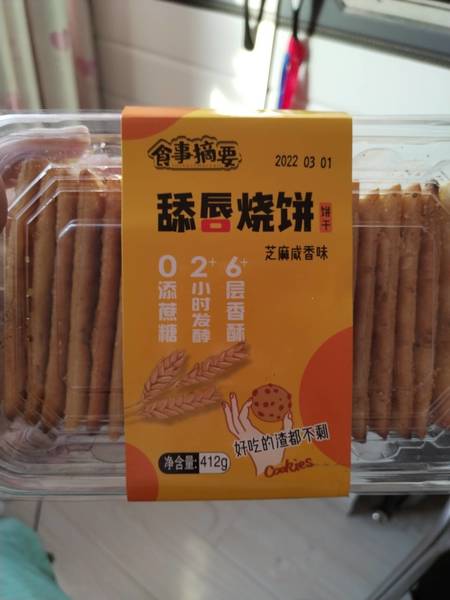 食事摘要
2022 03 01
舔唇烧饼
饼干
芝麻咸香味
0添蔗糖
2+小时发酵
6+层香酥
好吃的渣都不剩
Cookies
净含量:412g